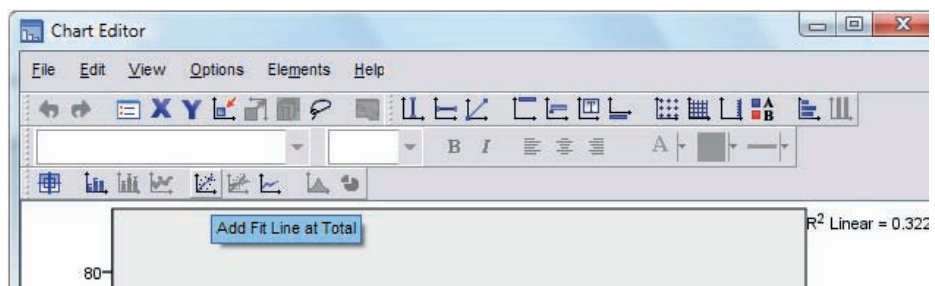 Chart Editor
File Edit View Options Elements Help
X Y
B I A
Add Fit Line at Total
R² Linear = 0.322
80